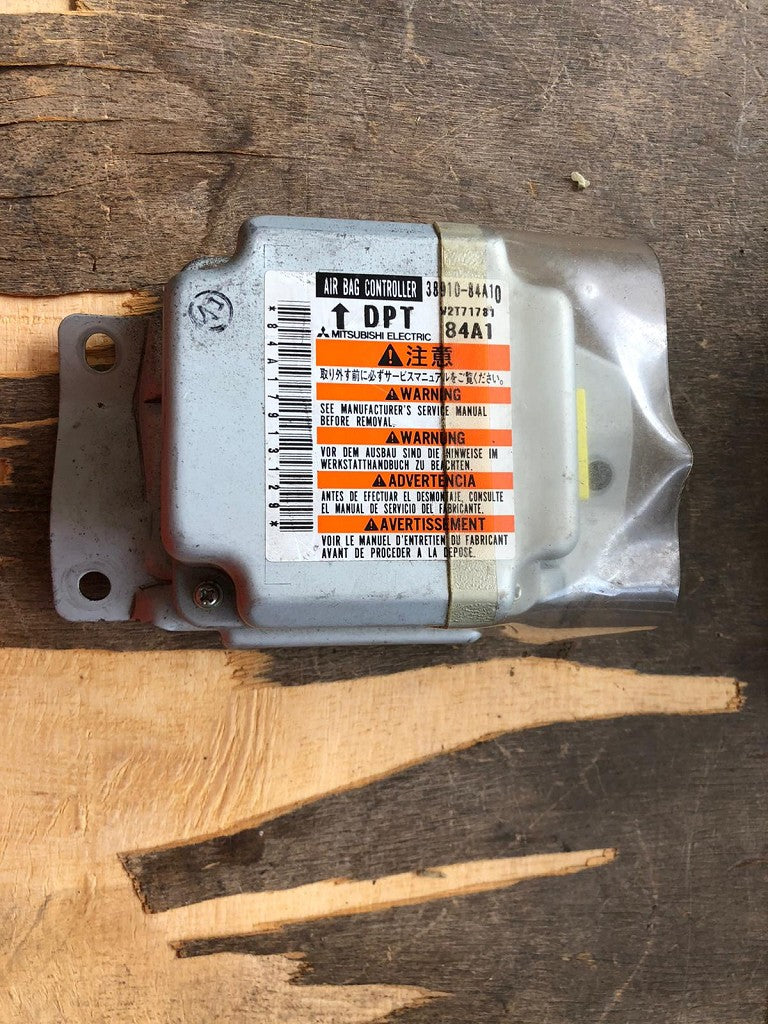 AIR BAG CONTROLLER 38910-84A10
↑ DPT W2T71781
MITSUBISHI ELECTRIC 84A1
注意
取り外す前に必ずサービスマニュアルをご覧ください。
WARNING
SEE MANUFACTURER'S SERVICE MANUAL
BEFORE REMOVAL.
WARNUNG
VOR DEM AUSBAU SIND DIE HINWEISE IM
WERKSTATTHANDBUCH ZU BEACHTEN.
ADVERTENCIA
ANTES DE EFECTUAR EL DESMONTAJE, CONSULTE
EL MANUAL DE SERVICIO DEL FABRICANTE.
AVERTISSEMENT
VOIR LE MANUEL D'ENTRETIEN DU FABRICANT
AVANT DE PROCEDER A LA DEPOSE.
*84A17913129*